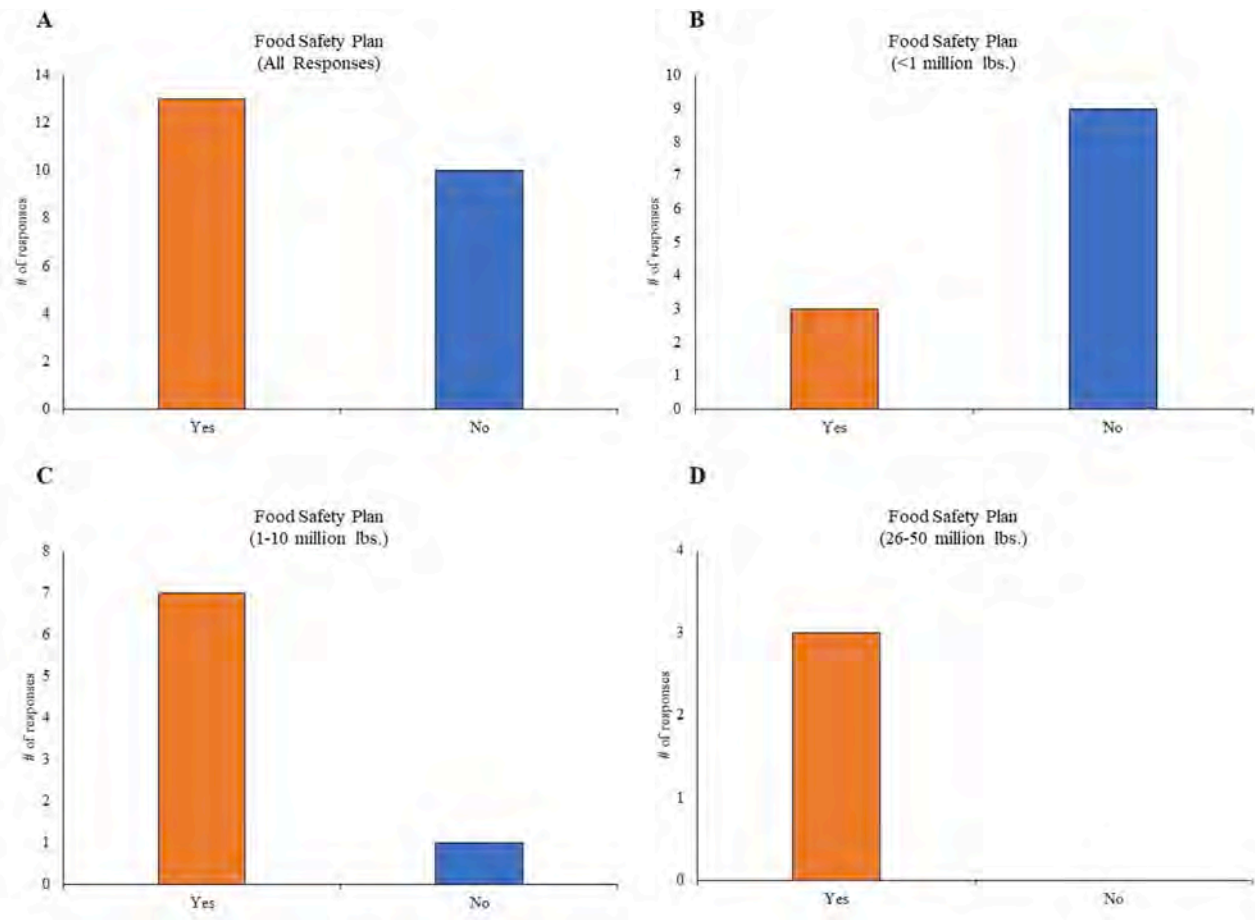 A
Food Safety Plan
(All Responses)
14
12
10
8
6
4
2
0
# of responses
Yes
No
B
Food Safety Plan
(<1 million lbs.)
10
9
8
7
6
5
4
3
2
1
0
# of responses
Yes
No
C
Food Safety Plan
(1-10 million lbs.)
8
7
6
5
4
3
2
1
0
# of responses
Yes
No
D
Food Safety Plan
(26-50 million lbs.)
4
3
2
1
0
# of responses
Yes
No